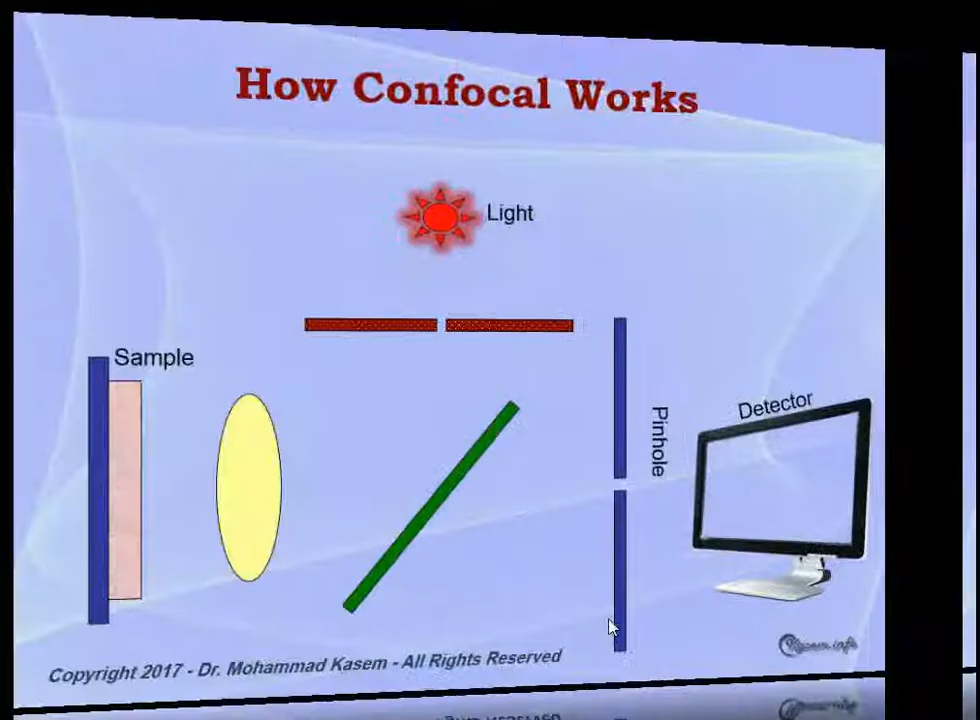 How Confocal Works
Light
Sample
Pinhole
Detector
Copyright 2017 - Dr. Mohammad Kasem - All Rights Reserved